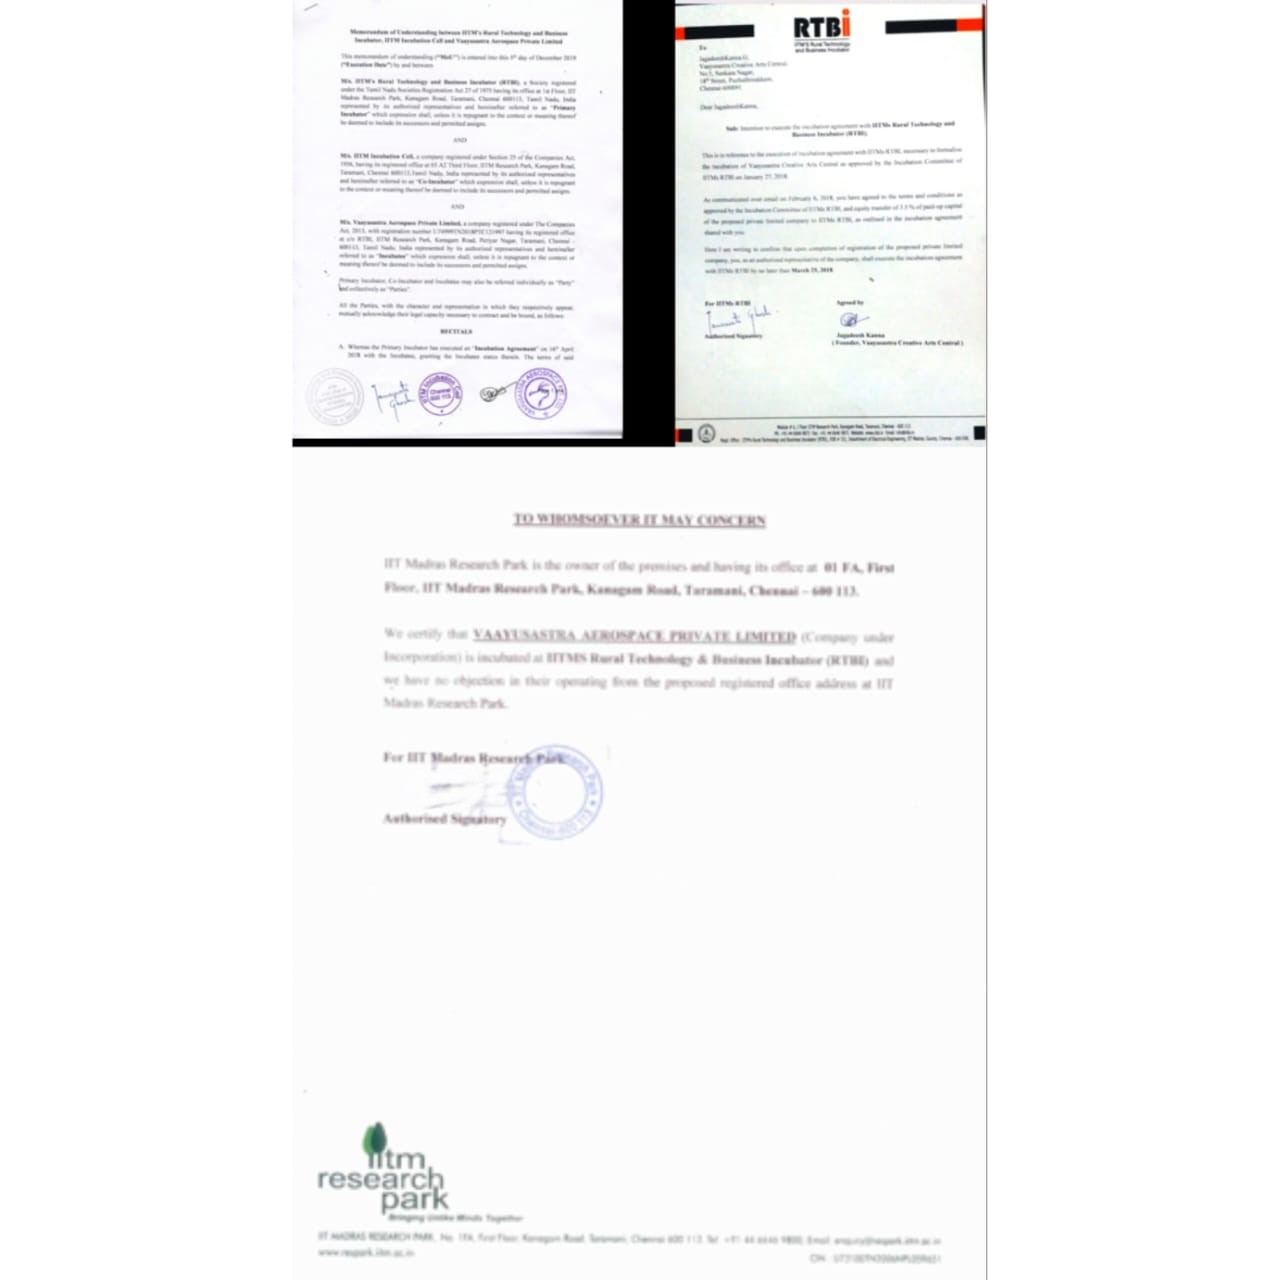 Memorandum of Understanding between IITM's Rural Technology and Business
Incubator, IITM Incubation Cell and Vaayusastra Aerospace Private Limited
This memorandum of understanding ("MoU") is entered into this 5th day of December 2018
("Execution Date") by and between
M/s. IITM's Rural Technology and Business Incubator (RTBI), a Society registered
under the Tamil Nadu Societies Registration Act 27 of 1975 having its office at 1st Floor, IIT
Madras Research Park, Kanagam Road, Taramani, Chennai 600113, Tamil Nadu, India
represented by its authorized representatives and hereinafter referred to as "Primary
Incubator" which expression shall, unless it is repugnant to the context or meaning thereof
be deemed to include its successors and permitted assigns.
AND
M/s. IITM Incubation Cell, a company registered under Section 25 of the Companies Act,
1956, having its registered office at 03 A2 Third Floor, IITM Research Park, Kanagam Road,
Taramani, Chennai 600113, Tamil Nadu, India represented by its authorized representatives
and hereinafter referred to as "Co-Incubator" which expression shall, unless it is repugnant
to the context or meaning thereof be deemed to include its successors and permitted assigns.
AND
M/s. Vaayusastra Aerospace Private Limited, a company registered under The Companies
Act, 2013, with registration number having its registered office
at c/o RTBI, IITM Research Park, Kanagam Road, Periyar Nagar, Taramani, Chennai -
600113, Tamil Nadu, India represented by its authorized representatives and hereinafter
referred to as "Incubatee" which expression shall, unless it is repugnant to the context or
meaning thereof be deemed to include its successors and permitted assigns.
Primary Incubator, Co-Incubator and Incubatee may also be referred individually as "Party"
and collectively as "Parties".
All the Parties, with the character and representation in which they respectively appear,
mutually acknowledge their legal capacity necessary to contract and be bound, as follows:
RECITALS
A. Whereas the Primary Incubator has executed an "Incubation Agreement" on 16th April
2018 with the Incubatee, granting the Incubatee status therein. The terms of said
IITM Incubation Cell
Chennai
600 113
VAAYUSASTRA AEROSPACE PVT. LTD.
RTBi
IITM'S Rural Technology
and Business Incubator
To
JagadeeshKanna.G,
Vaayusastra Creative Arts Central,
No.5, Sankara Nagar,
18th Street, Puzhuthivakkam,
Chennai-600091.
Dear JagadeeshKanna,
Sub: Intention to execute the incubation agreement with IITMs Rural Technology and
Business Incubator (RTBI).
This is in reference to the execution of incubation agreement with IITMs RTBI, necessary to formalise
the incubation of Vaayusastra Creative Arts Central as approved by the Incubation Committee of
IITMs RTBI on January 27, 2018.
As communicated over email on February 6, 2018, you have agreed to the terms and conditions as
approved by the Incubation Committee of IITMs RTBI, and equity transfer of 3.5 % of paid-up capital
of the proposed private limited company to IITMs RTBI, as outlined in the incubation agreement
shared with you.
Here I am writing to confirm that upon completion of registration of the proposed private limited
company, you, as an authorised representative of the company, shall execute the incubation agreement
with IITMs RTBI by no later than March 25, 2018.
For IITMs RTBI
Agreed by
Authorised Signatory
Jagadeesh Kanna
( Founder, Vaayusastra Creative Arts Central )
TO WHOMSOEVER IT MAY CONCERN
IIT Madras Research Park is the owner of the premises and having its office at 01 FA, First
Floor, IIT Madras Research Park, Kanagam Road, Taramani, Chennai – 600 113.
We certify that VAAYUSASTRA AEROSPACE PRIVATE LIMITED (Company under
Incorporation) is incubated at IITMS Rural Technology & Business Incubator (RTBI) and
we have no objection in their operating from the proposed registered office address at IIT
Madras Research Park.
For IIT Madras Research Park
Authorised Signatory
IIT Madras Research Park
Chennai-600 113
iitm
research
park
Bringing Unlike Minds Together
IIT MADRAS RESEARCH PARK, No. 1FA, First Floor, Kanagam Road, Taramani, Chennai 600 113. Tel: +91 44 6646 9800, Email: enquiry@respark.iitm.ac.in
www.respark.iitm.ac.in
CIN :